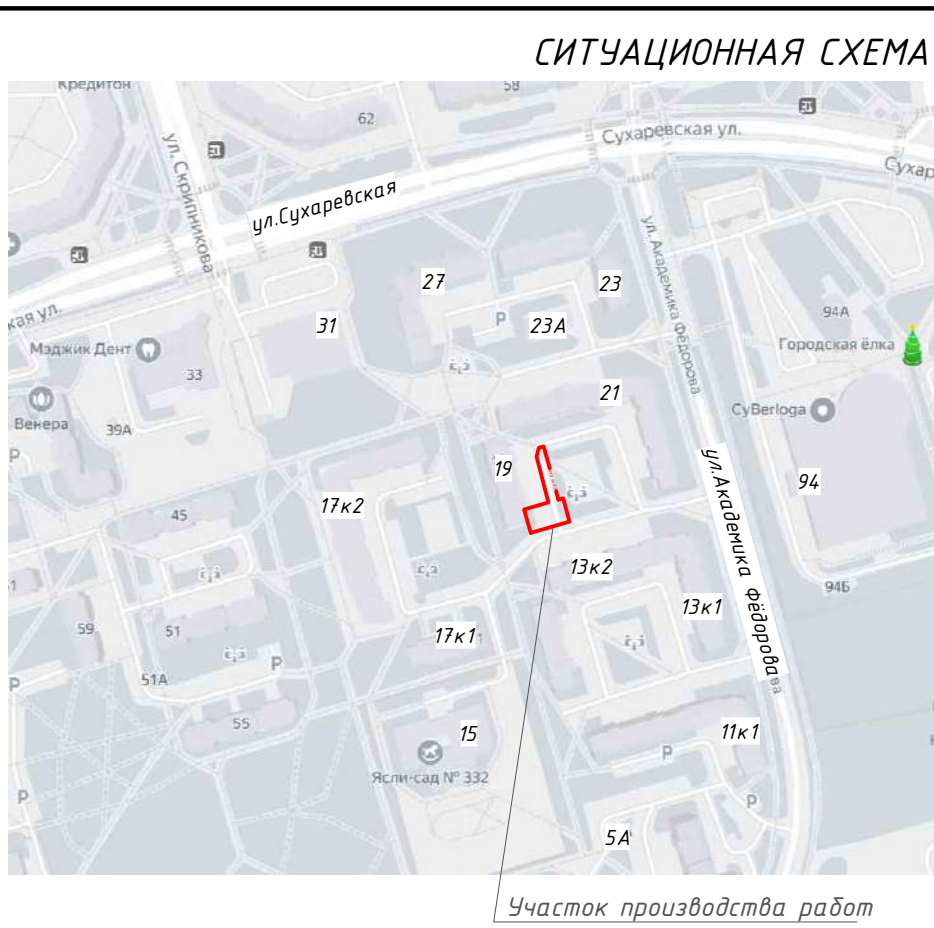 СИТУАЦИОННАЯ СХЕМА
Кредитон
58
62
Сухаревская ул.
Сухар
ул. Скрипникова
ул.Сухаревская
ул. Академика Фёдорова
27
23
кая ул.
31
P
23А
94А
Мэджик Дент
Городская ёлка
33
21
Венера
39А
CyBerloga
P
19
ул.Академика Фёдорова
94
17к2
45
13к2
94Б
51
13к1
59
17к1
51А
P
P
55
15
11к1
P
Ясли-сад № 332
P
P
5А
Участок производства работ